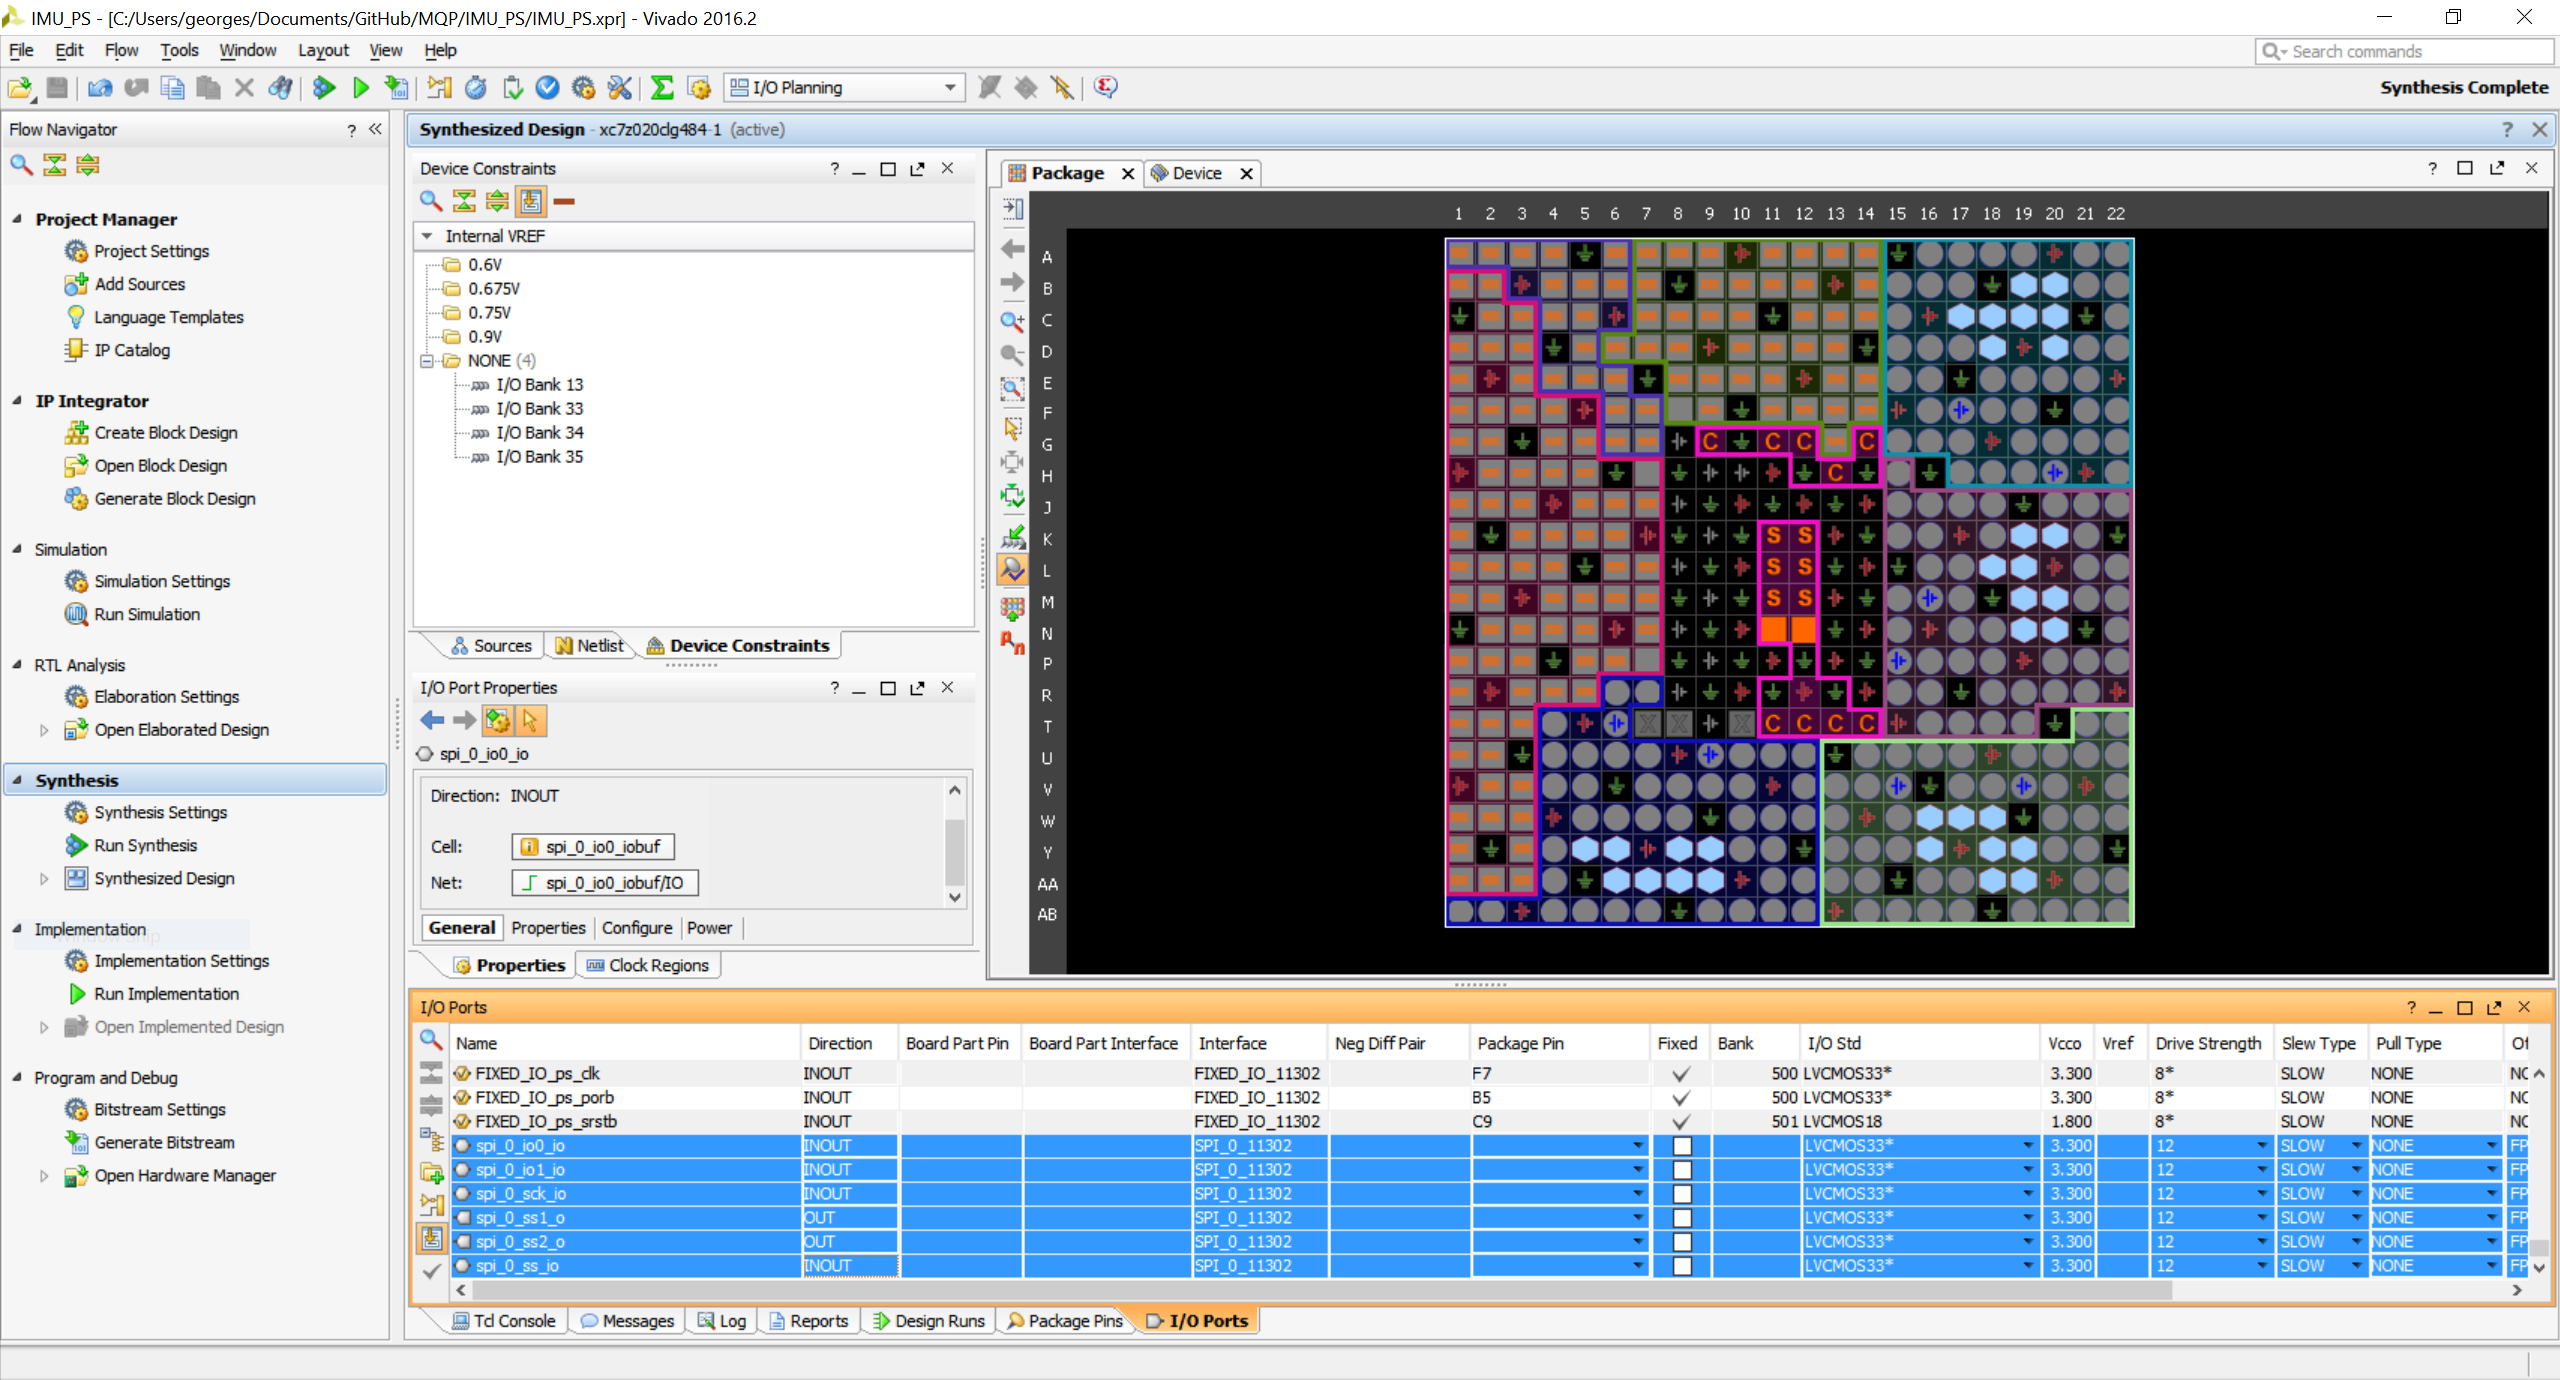 IMU_PS - [C:/Users/georges/Documents/GitHub/MQP/IMU_PS/IMU_PS.xpr] - Vivado 2016.2
File Edit Flow Tools Window Layout View Help
Search commands
I/O Planning
Synthesis Complete
Flow Navigator ? «
Project Manager
Project Settings
Add Sources
Language Templates
IP Catalog
IP Integrator
Create Block Design
Open Block Design
Generate Block Design
Simulation
Simulation Settings
Run Simulation
RTL Analysis
Elaboration Settings
Open Elaborated Design
Synthesis
Synthesis Settings
Run Synthesis
Synthesized Design
Implementation
Implementation Settings
Run Implementation
Open Implemented Design
Program and Debug
Bitstream Settings
Generate Bitstream
Open Hardware Manager
Synthesized Design - xc7z020clg484-1 (active)
Device Constraints
Internal VREF
0.6V
0.675V
0.75V
0.9V
NONE (4)
I/O Bank 13
I/O Bank 33
I/O Bank 34
I/O Bank 35
Sources Netlist Device Constraints
I/O Port Properties
spi_0_io0_io
Direction: INOUT
Cell: spi_0_io0_iobuf
Net: spi_0_io0_iobuf/IO
General Properties Configure Power
Properties Clock Regions
Package Device
1 2 3 4 5 6 7 8 9 10 11 12 13 14 15 16 17 18 19 20 21 22
A
B
C
D
E
F
G C C C C
H C
J
K S S
L S S
M S S
N
P
R
T C C C C
U
V
W
Y
AA
AB
I/O Ports
Name Direction Board Part Pin Board Part Interface Interface Neg Diff Pair Package Pin Fixed Bank I/O Std Vcco Vref Drive Strength Slew Type Pull Type
FIXED_IO_ps_clk INOUT FIXED_IO_11302 F7 500 LVCMOS33* 3.300 8* SLOW NONE NC
FIXED_IO_ps_porb INOUT FIXED_IO_11302 B5 500 LVCMOS33* 3.300 8* SLOW NONE NC
FIXED_IO_ps_srstb INOUT FIXED_IO_11302 C9 501 LVCMOS18 1.800 8* SLOW NONE NC
spi_0_io0_io INOUT SPI_0_11302 LVCMOS33* 3.300 12 SLOW NONE FP
spi_0_io1_io INOUT SPI_0_11302 LVCMOS33* 3.300 12 SLOW NONE FP
spi_0_sck_io INOUT SPI_0_11302 LVCMOS33* 3.300 12 SLOW NONE FP
spi_0_ss1_o OUT SPI_0_11302 LVCMOS33* 3.300 12 SLOW NONE FP
spi_0_ss2_o OUT SPI_0_11302 LVCMOS33* 3.300 12 SLOW NONE FP
spi_0_ss_io INOUT SPI_0_11302 LVCMOS33* 3.300 12 SLOW NONE FP
Tcl Console Messages Log Reports Design Runs Package Pins I/O Ports